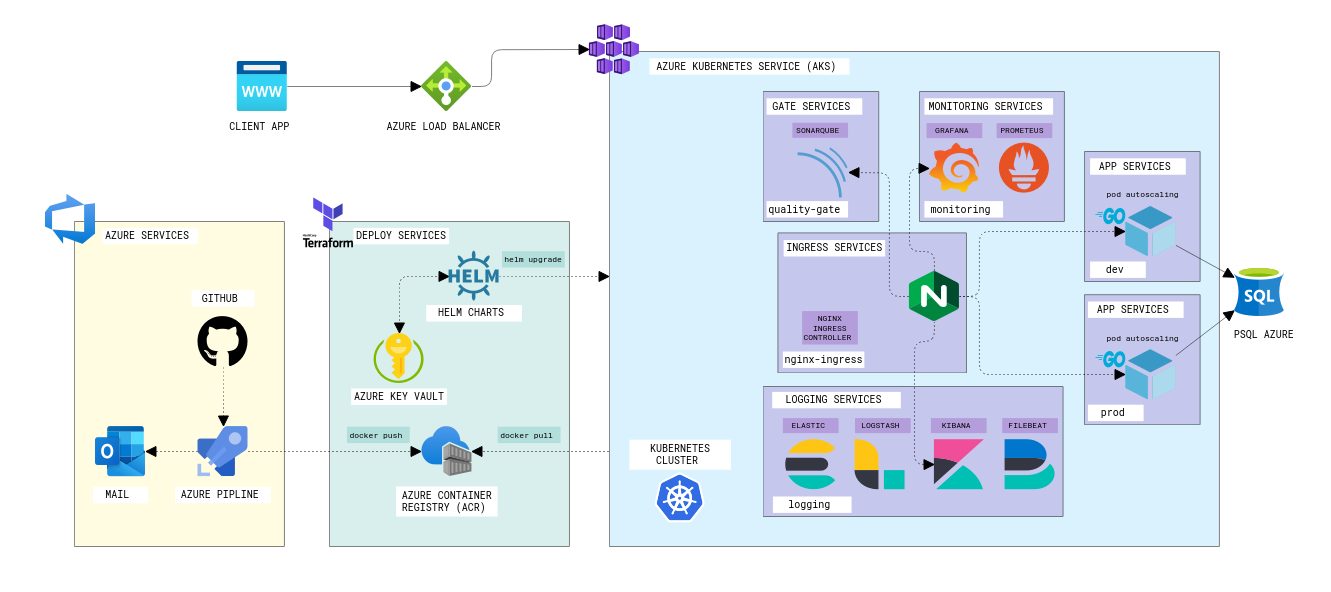 WWW
CLIENT APP
AZURE LOAD BALANCER
AZURE SERVICES
GITHUB
MAIL
AZURE PIPLINE
HashiCorp
Terraform
DEPLOY SERVICES
HELM
helm upgrade
HELM CHARTS
AZURE KEY VAULT
docker push
docker pull
AZURE CONTAINER
REGISTRY (ACR)
AZURE KUBERNETES SERVICE (AKS)
GATE SERVICES
SONARQUBE
quality-gate
MONITORING SERVICES
GRAFANA
PROMETEUS
monitoring
INGRESS SERVICES
N
NGINX
INGRESS
CONTROLLER
nginx-ingress
LOGGING SERVICES
ELASTIC
LOGSTASH
KIBANA
FILEBEAT
logging
KUBERNETES
CLUSTER
APP SERVICES
pod autoscaling
GO
dev
APP SERVICES
pod autoscaling
GO
prod
SQL
PSQL AZURE